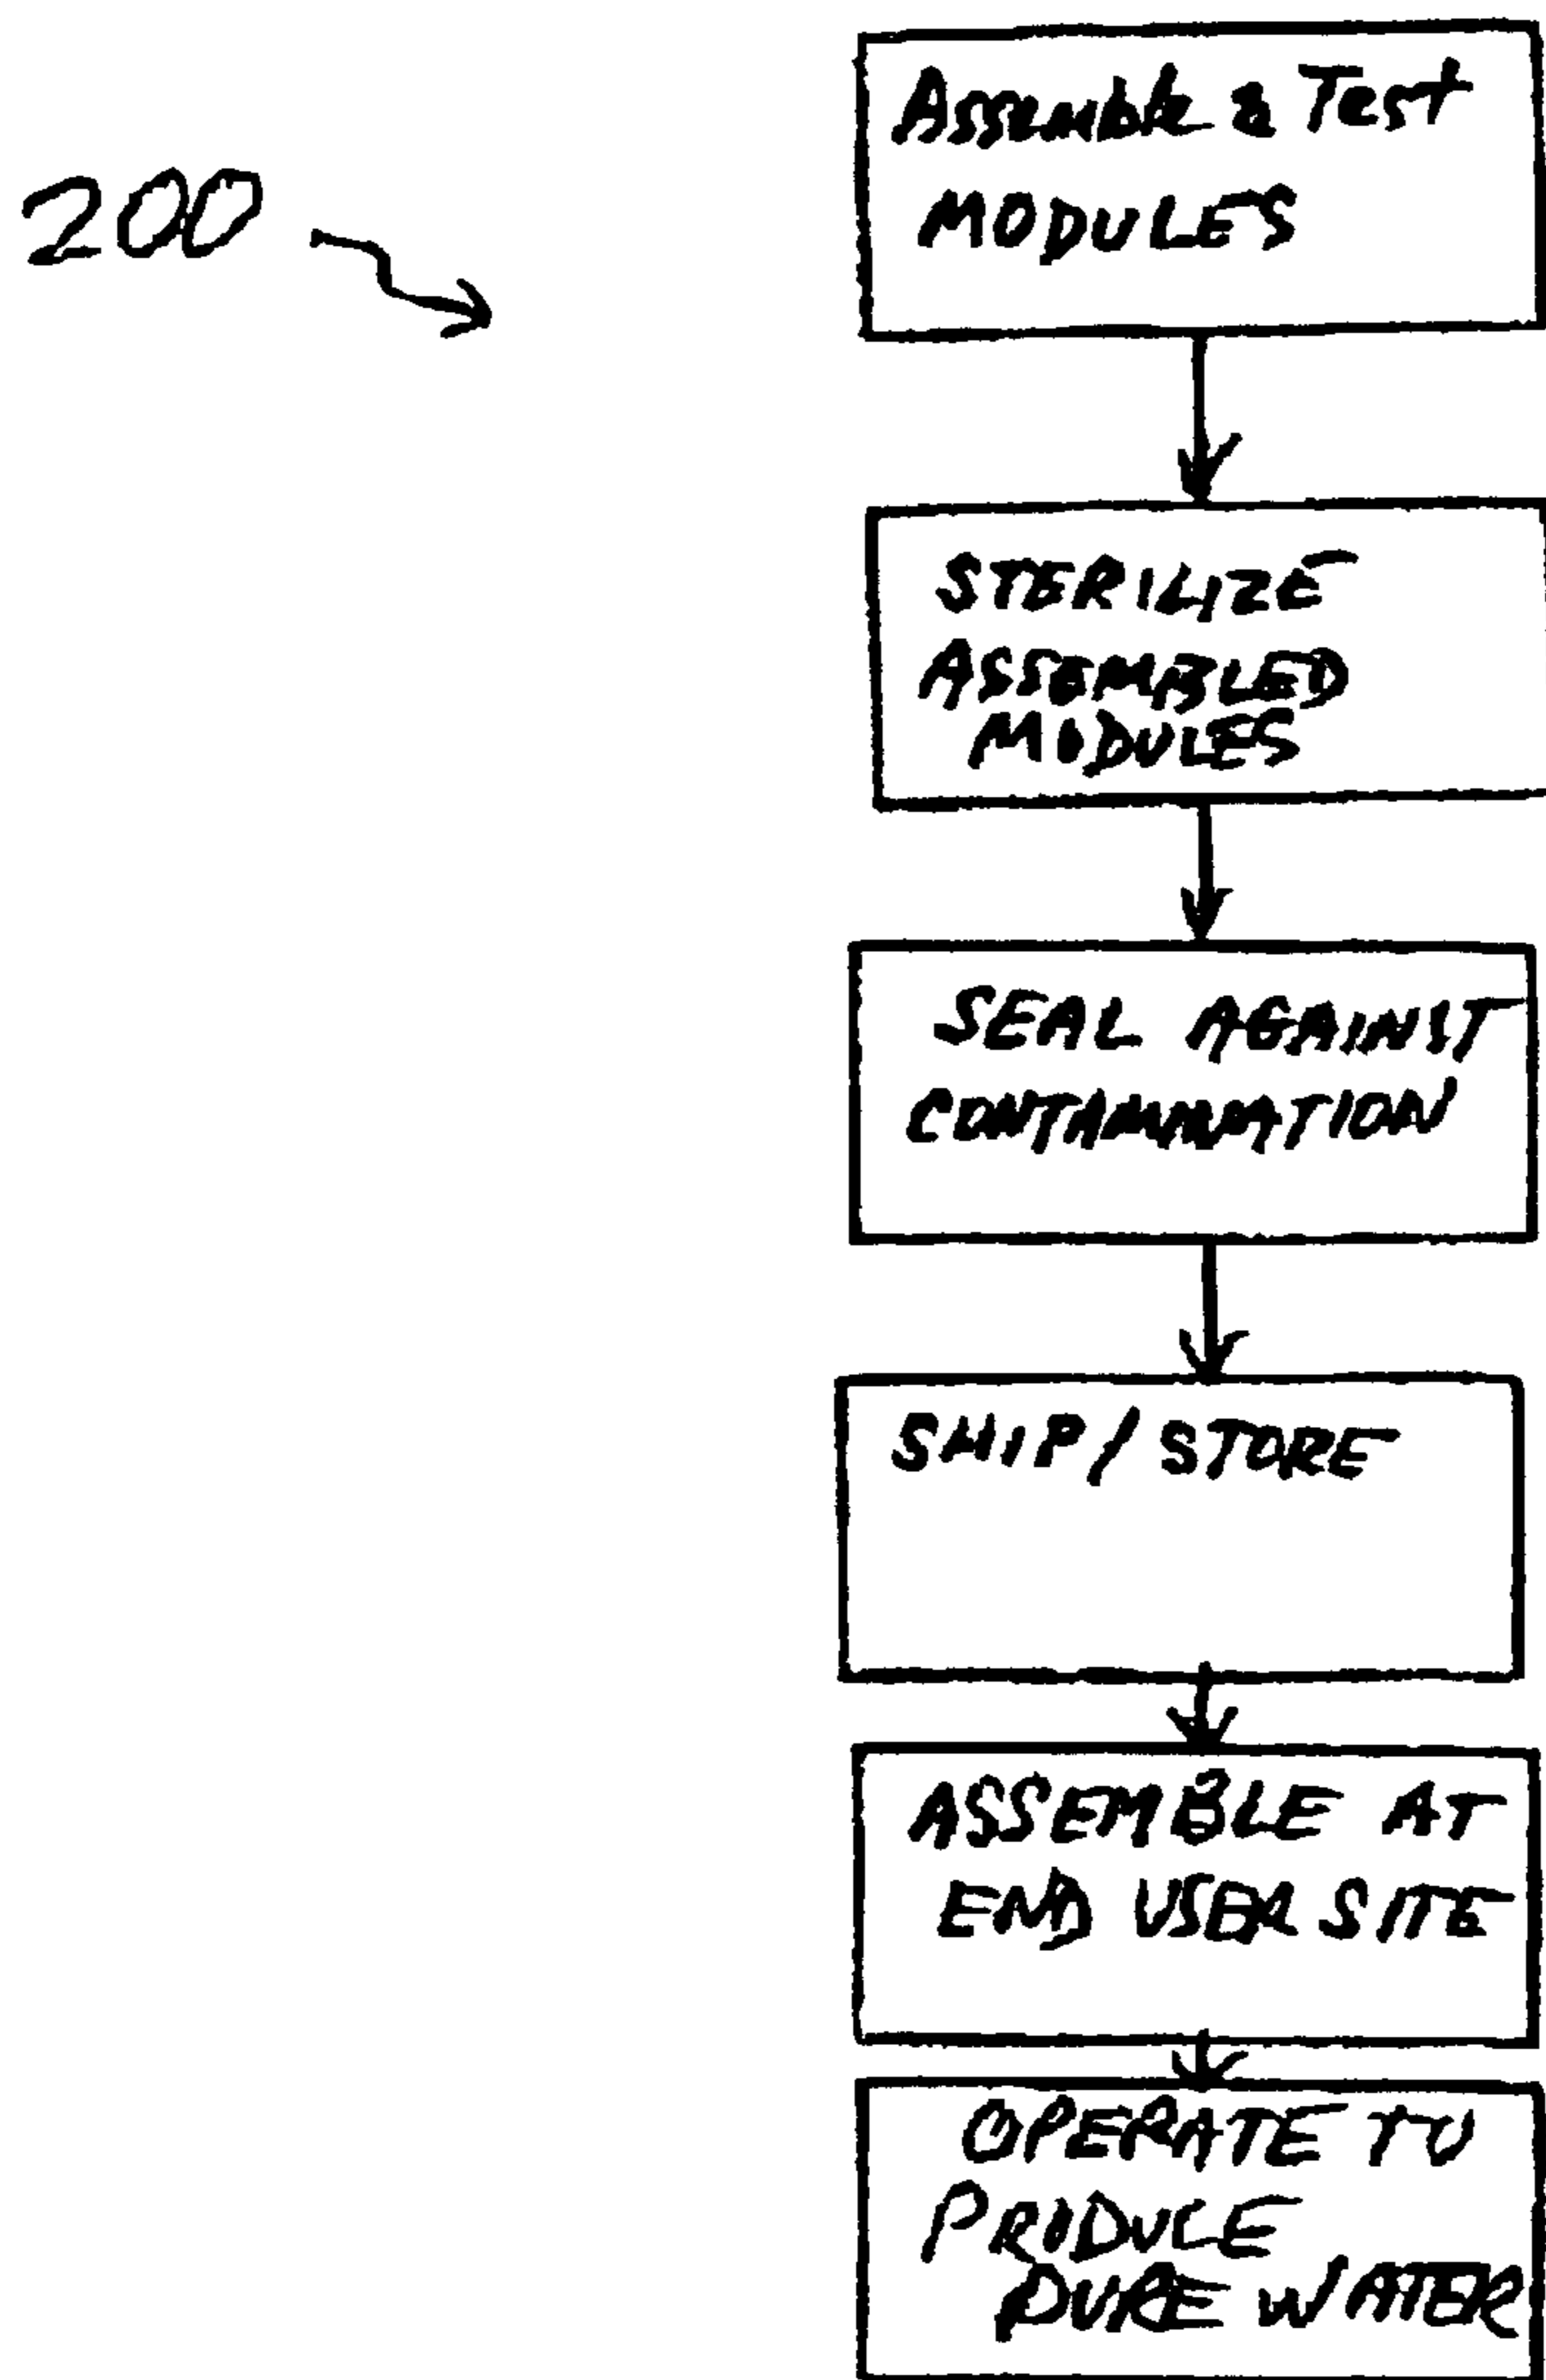 200
Assemble & Test
MODULES
STERILIZE
ASSEMBLED
MODULES
SEAL AGAINST
CONTAMINATION
SHIP/STORE
ASSEMBLE AT
END USER SITE
OPERATE TO
PRODUCE
PURE WATER